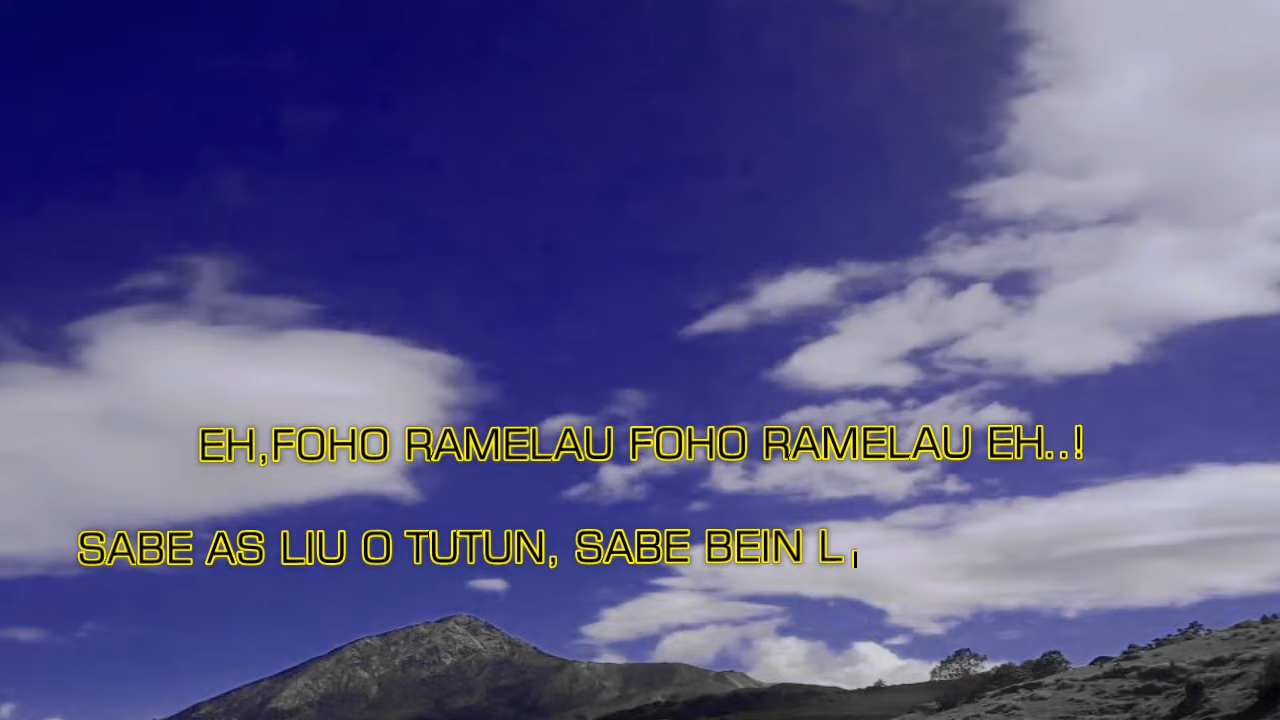 EH,FOHO RAMELAU FOHO RAMELAU EH..!
SABE AS LIU O TUTUN, SABE BEIN L